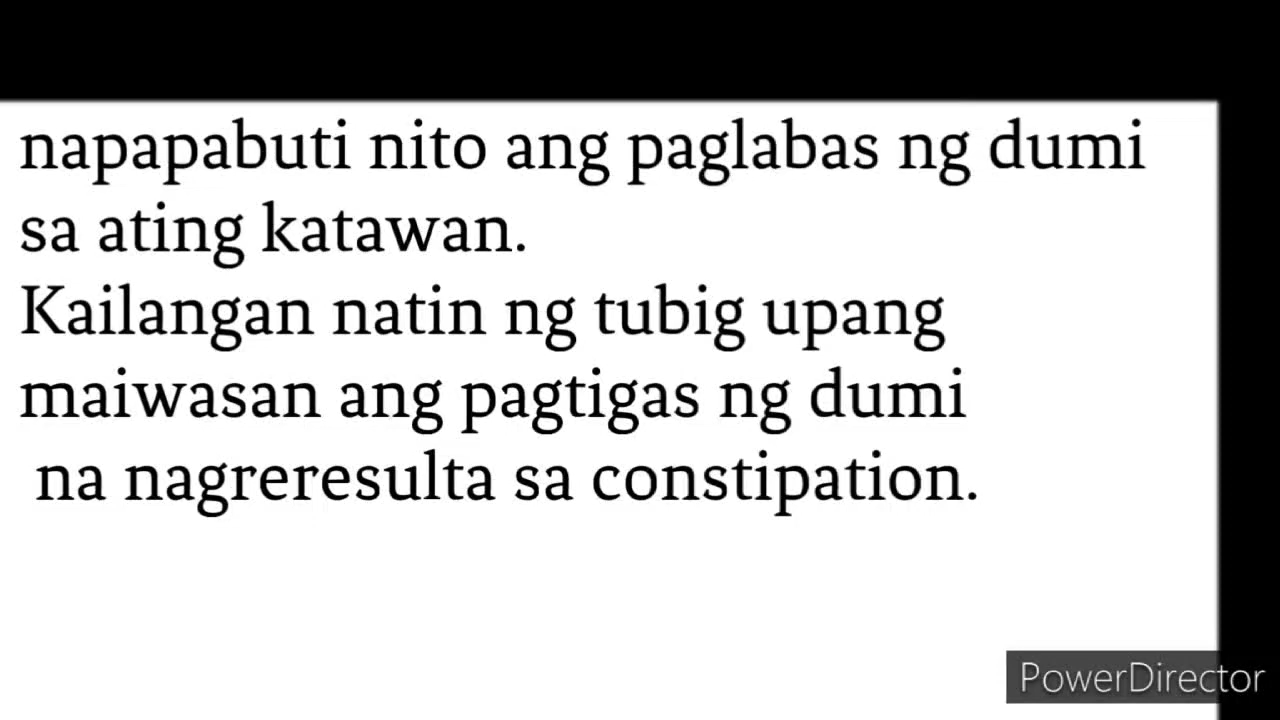 napapabuti nito ang paglabas ng dumi
sa ating katawan.
Kailangan natin ng tubig upang
maiwasan ang pagtigas ng dumi
na nagreresulta sa constipation.
PowerDirector